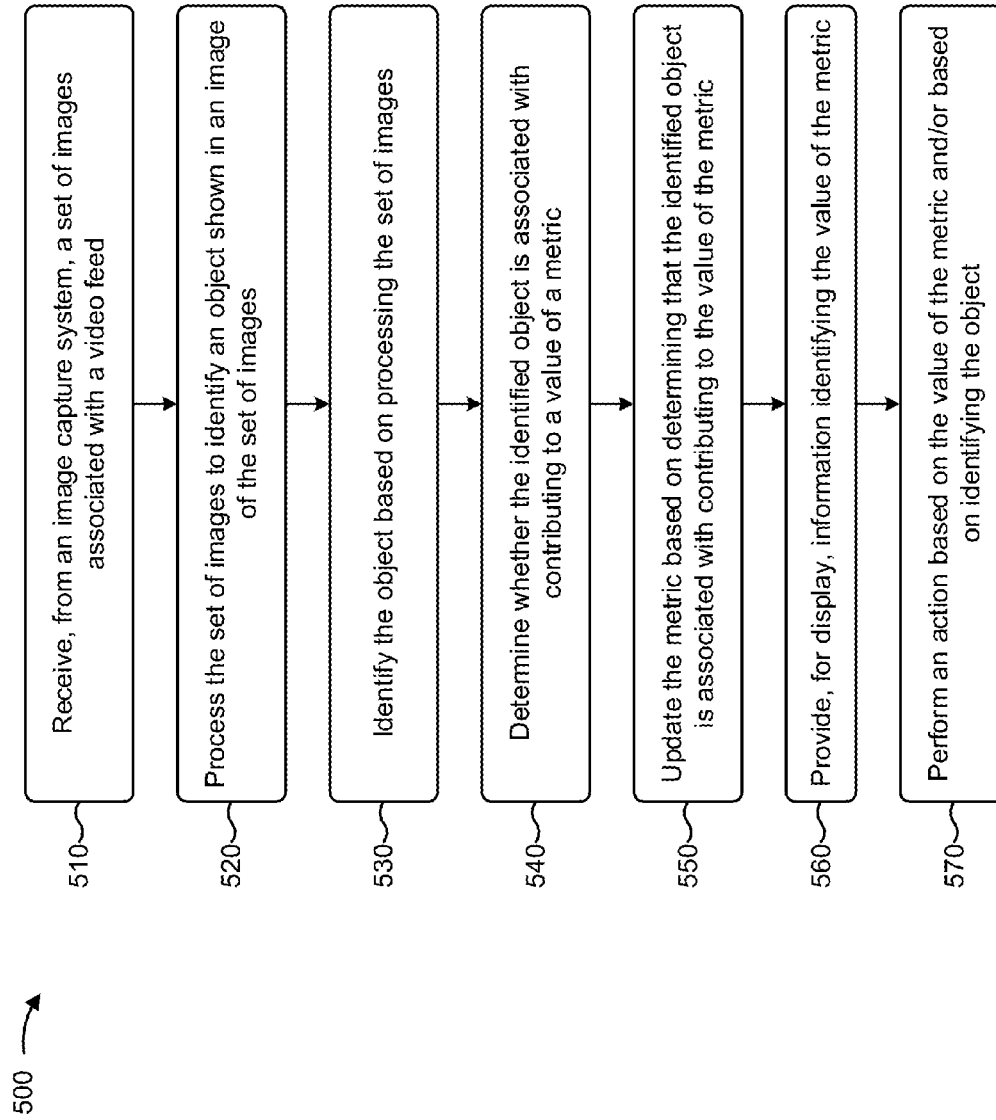 500
510
Receive, from an image capture system, a set of images
associated with a video feed
520
Process the set of images to identify an object shown in an image
of the set of images
530
Identify the object based on processing the set of images
540
Determine whether the identified object is associated with
contributing to a value of a metric
550
Update the metric based on determining that the identified object
is associated with contributing to the value of the metric
560
Provide, for display, information identifying the value of the metric
570
Perform an action based on the value of the metric and/or based
on identifying the object